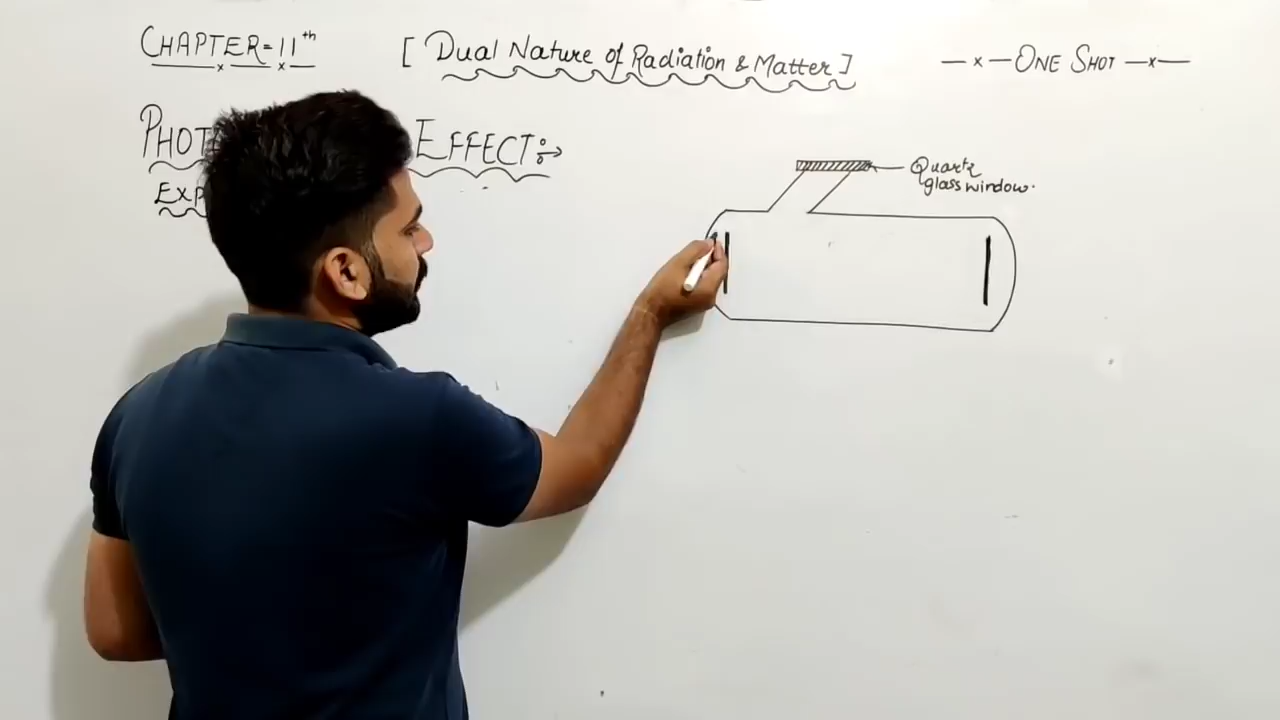 CHAPTER=11th [Dual Nature of Radiation & Matter] —x—ONE SHOT—x—
EFFECT:→
Quartz
glass window.